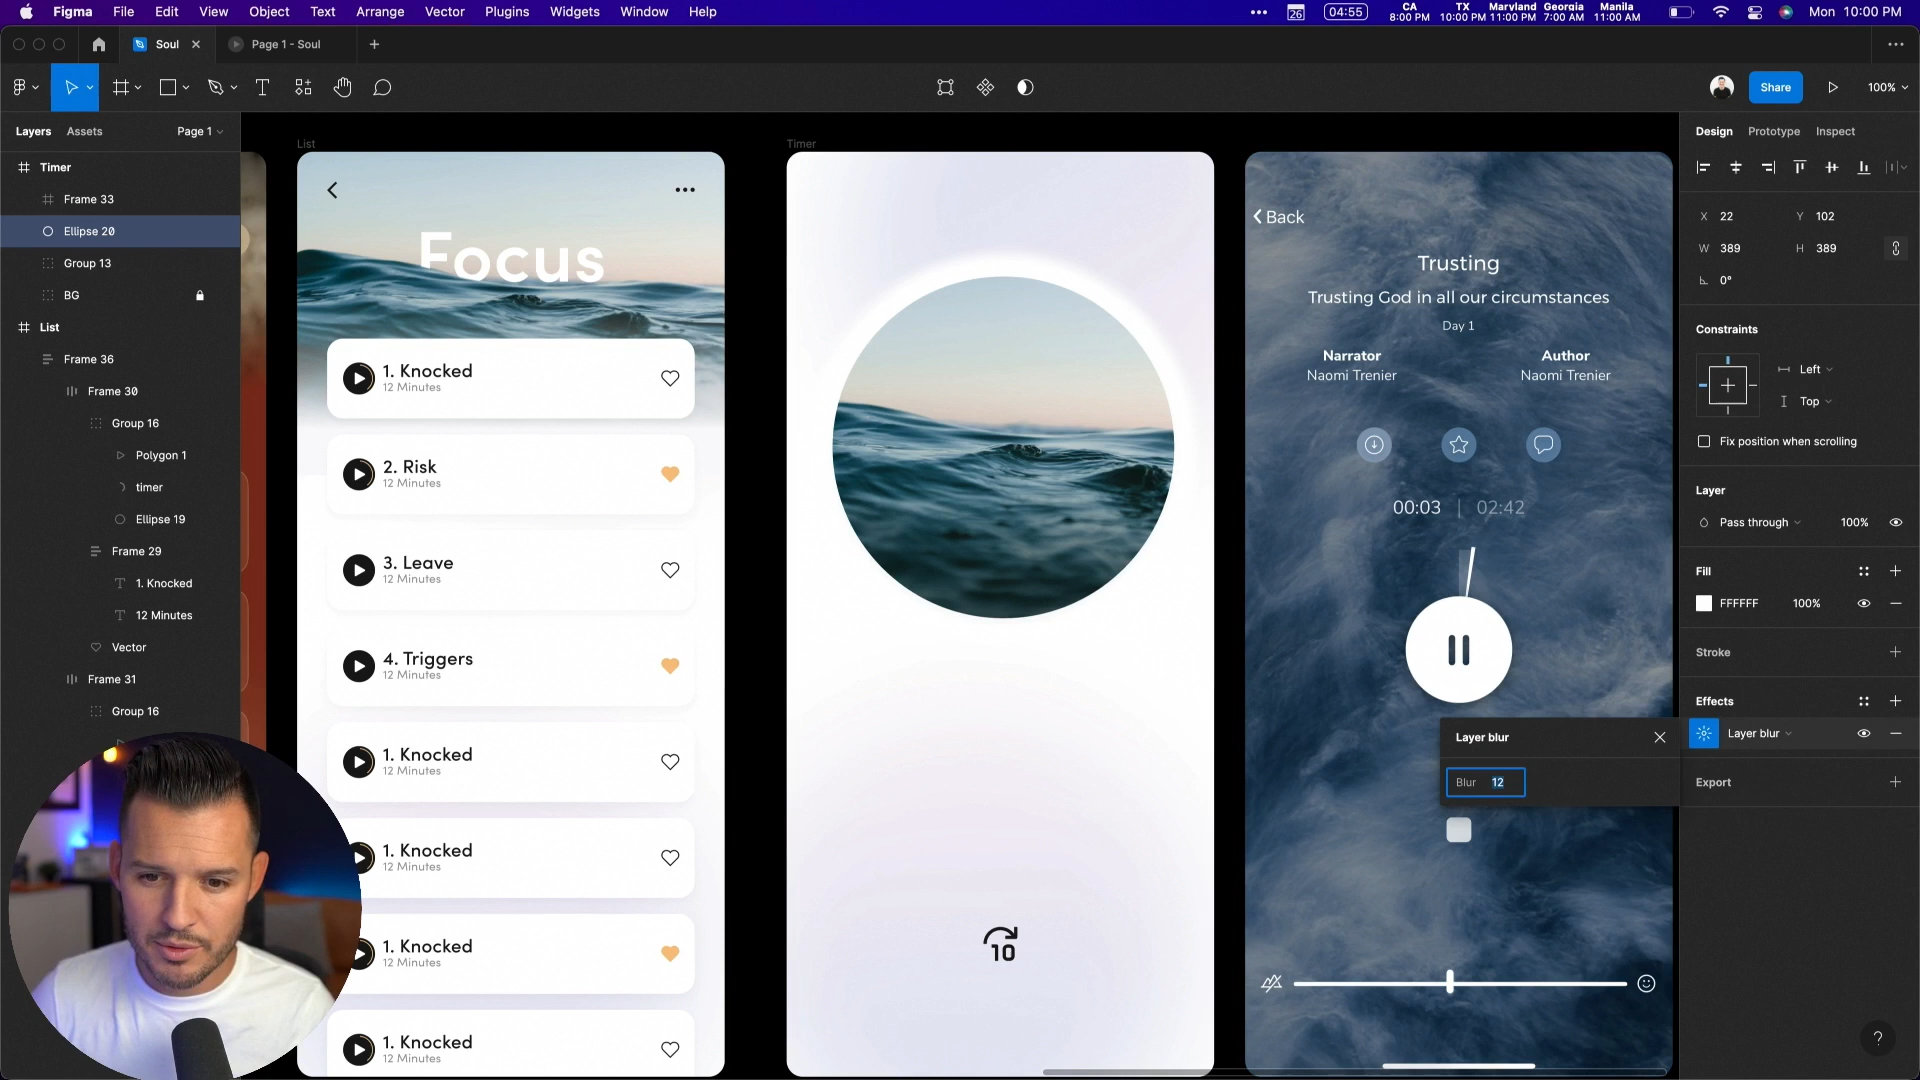 Figma File Edit View Object Text Arrange Vector Plugins Widgets Window Help
26 04:55 CA 8:00 PM TX 10:00 PM Maryland 11:00 PM Georgia 7:00 AM Manila 11:00 AM Mon 10:00 PM
Soul Page 1 - Soul
Share 100%
Layers Assets Page 1
Timer
Frame 33
Ellipse 20
Group 13
BG
List
Frame 36
Frame 30
Group 16
Polygon 1
timer
Ellipse 19
Frame 29
1. Knocked
12 Minutes
Vector
Frame 31
Group 16
List
Focus
1. Knocked
12 Minutes
2. Risk
12 Minutes
3. Leave
12 Minutes
4. Triggers
12 Minutes
1. Knocked
12 Minutes
1. Knocked
12 Minutes
1. Knocked
12 Minutes
1. Knocked
12 Minutes
Timer
10
Back
Trusting
Trusting God in all our circumstances
Day 1
Narrator Author
Naomi Trenier Naomi Trenier
00:03 | 02:42
Layer blur
Blur 12
Design Prototype Inspect
X 22 Y 102
W 389 H 389
0°
Constraints
Left
Top
Fix position when scrolling
Layer
Pass through 100%
Fill
FFFFFF 100%
Stroke
Effects
Layer blur
Export
?